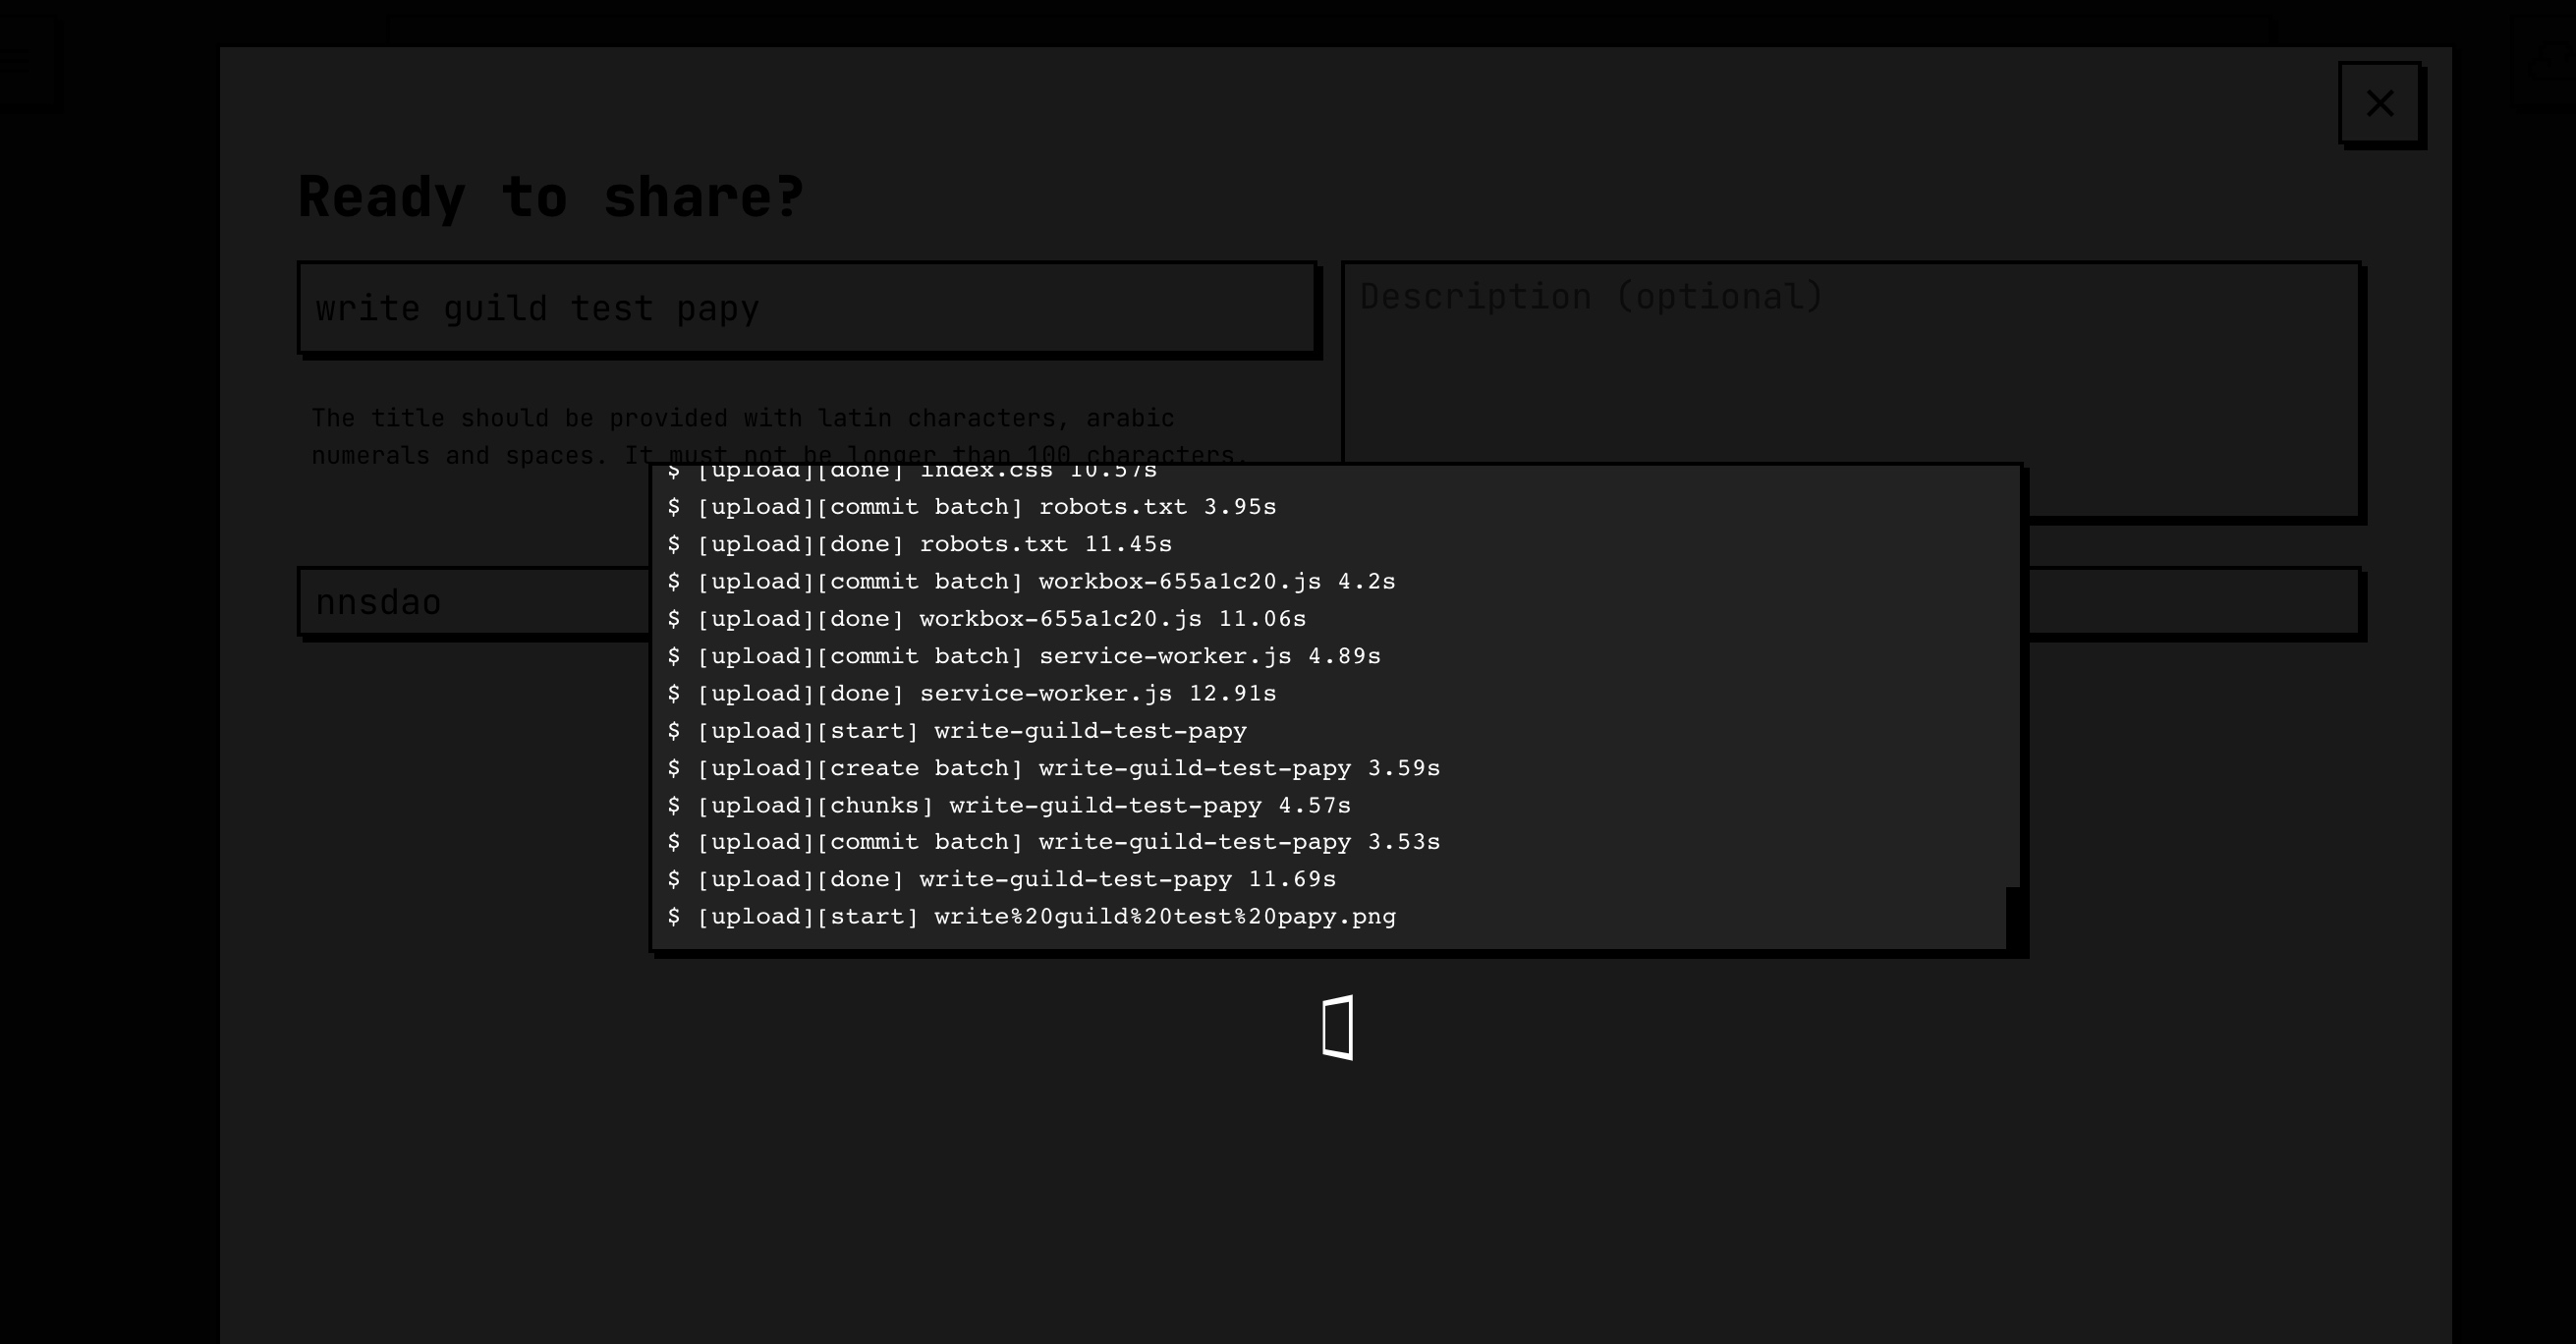 Ready to share?
write guild test papy
Description (optional)
The title should be provided with latin characters, arabic
numerals and spaces. It must not be longer than 100 characters.
nnsdao
$ [upload][done] index.css 10.57s
$ [upload][commit batch] robots.txt 3.95s
$ [upload][done] robots.txt 11.45s
$ [upload][commit batch] workbox-655a1c20.js 4.2s
$ [upload][done] workbox-655a1c20.js 11.06s
$ [upload][commit batch] service-worker.js 4.89s
$ [upload][done] service-worker.js 12.91s
$ [upload][start] write-guild-test-papy
$ [upload][create batch] write-guild-test-papy 3.59s
$ [upload][chunks] write-guild-test-papy 4.57s
$ [upload][commit batch] write-guild-test-papy 3.53s
$ [upload][done] write-guild-test-papy 11.69s
$ [upload][start] write%20guild%20test%20papy.png